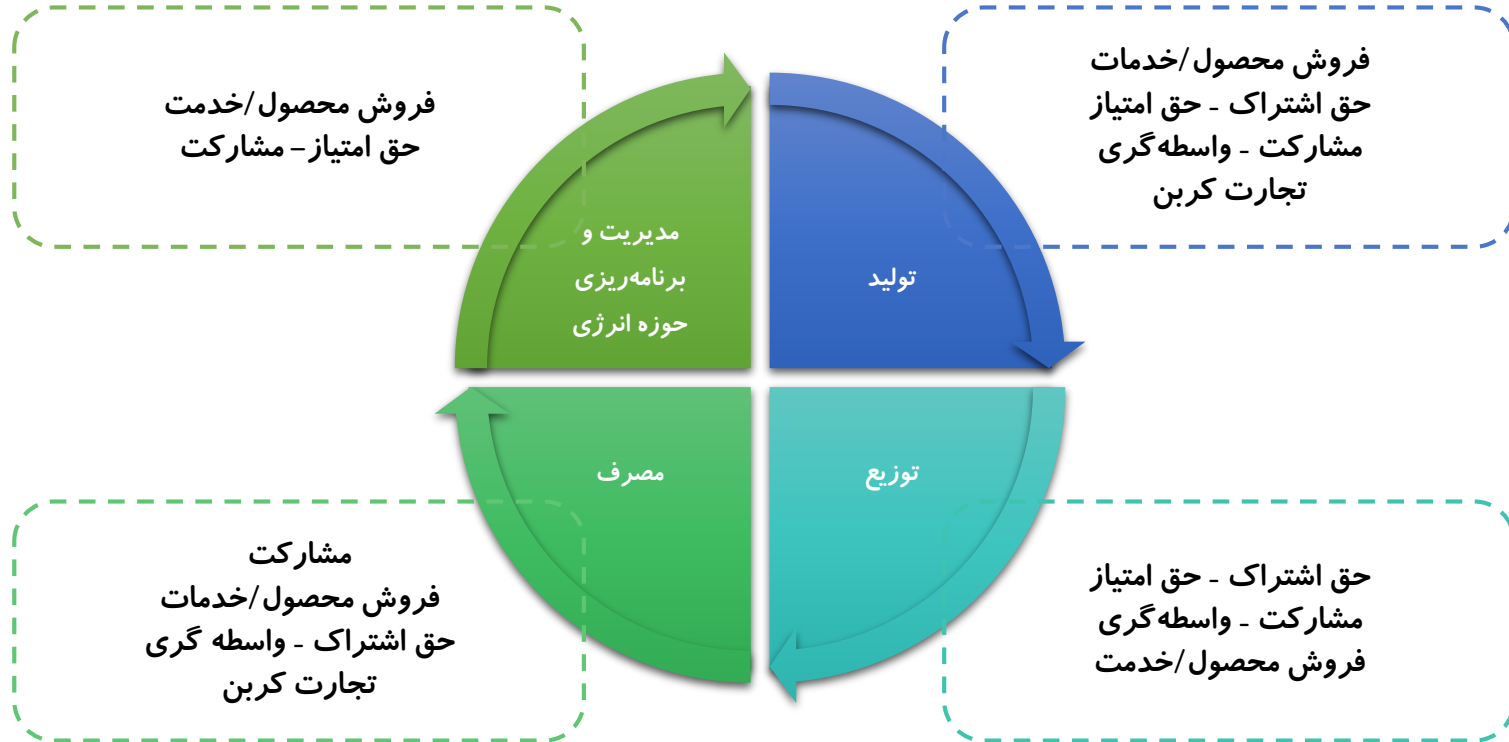 فروش محصول/خدمات
حق اشتراک - حق امتیاز
مشارکت - واسطه‌گری
تجارت کربن
فروش محصول/خدمت
حق امتیاز– مشارکت
تولید
مدیریت و
برنامه‌ریزی
حوزه انرژی
توزیع
مصرف
حق اشتراک - حق امتیاز
مشارکت - واسطه‌گری
فروش محصول/خدمت
مشارکت
فروش محصول/خدمات
حق اشتراک - واسطه گری
تجارت کربن